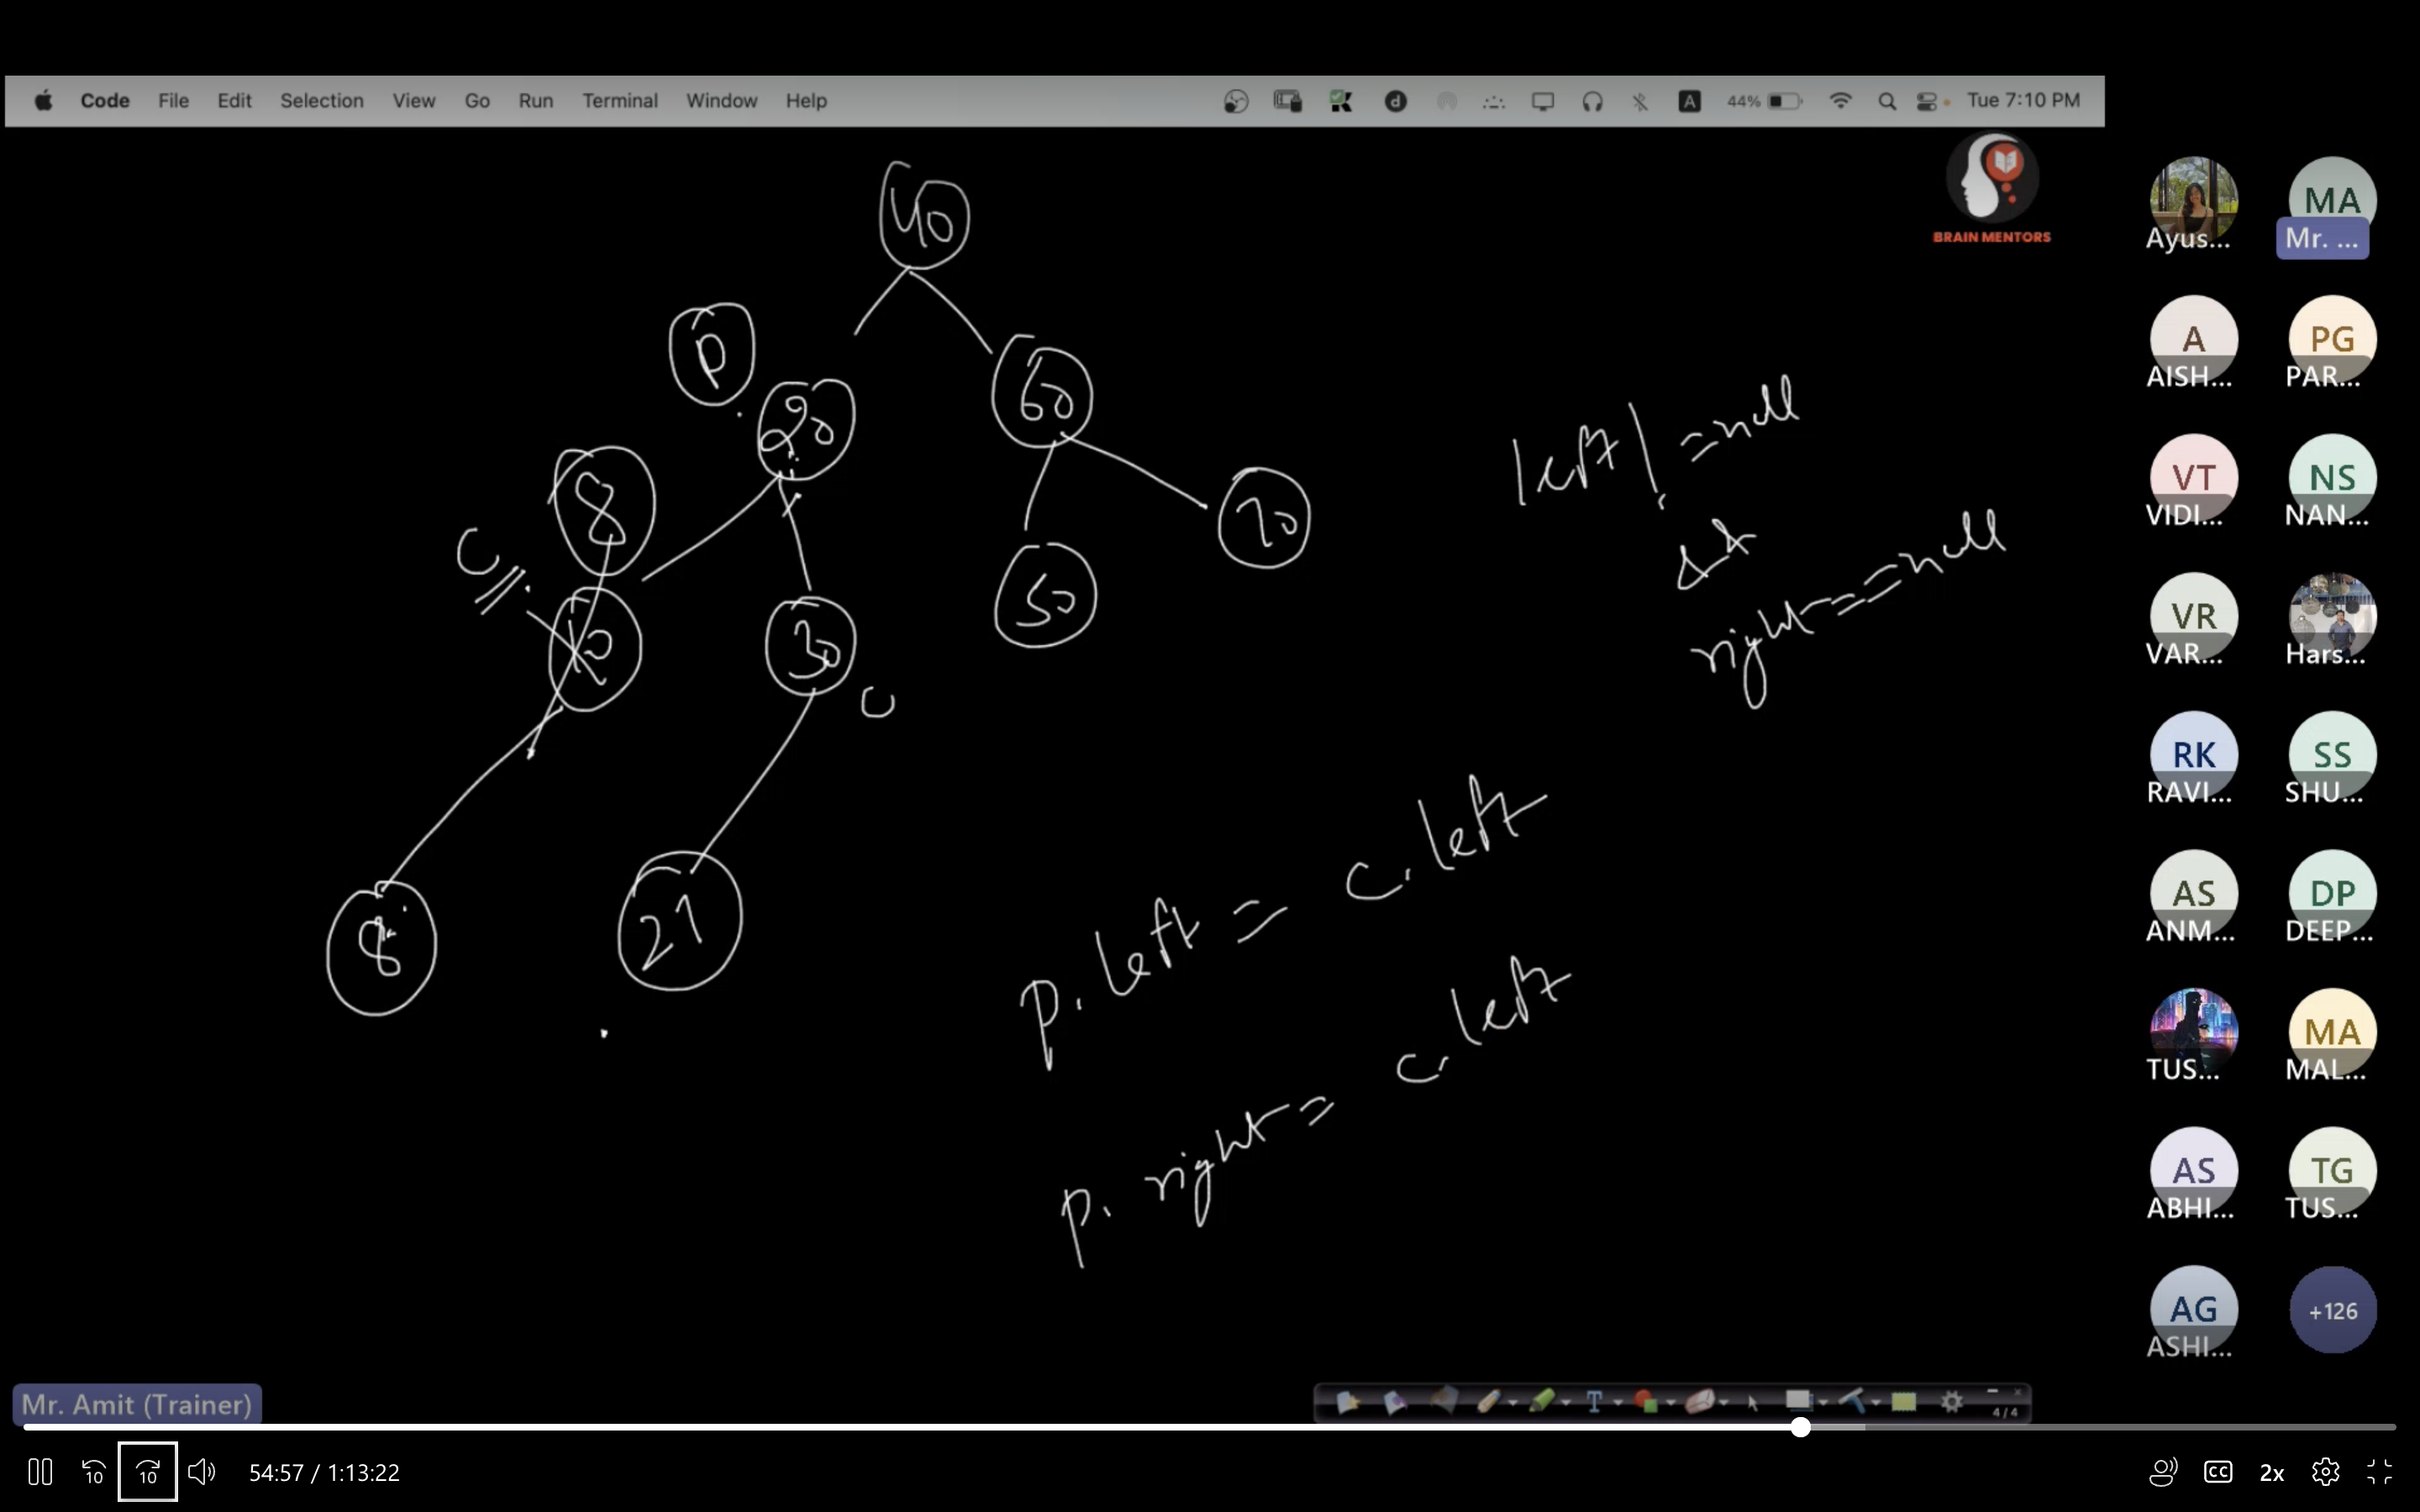 Code File Edit Selection View Go Run Terminal Window Help 44% Tue 7:10 PM
BRAIN MENTORS
40
P
20
60
8
C
10
30
C
50
70
8
21
left != null
&&
right == null
p. left = c. left
p. right = c. left
Ayus...
MA
Mr. ...
A
AISH...
PG
PAR...
VT
VIDI...
NS
NAN...
VR
VAR...
Hars...
RK
RAVI...
SS
SHU...
AS
ANM...
DP
DEEP...
TUS...
MA
MAL...
AS
ABHI...
TG
TUS...
AG
ASHI...
+126
Mr. Amit (Trainer)
4/4
10
10
54:57 / 1:13:22
CC
2x